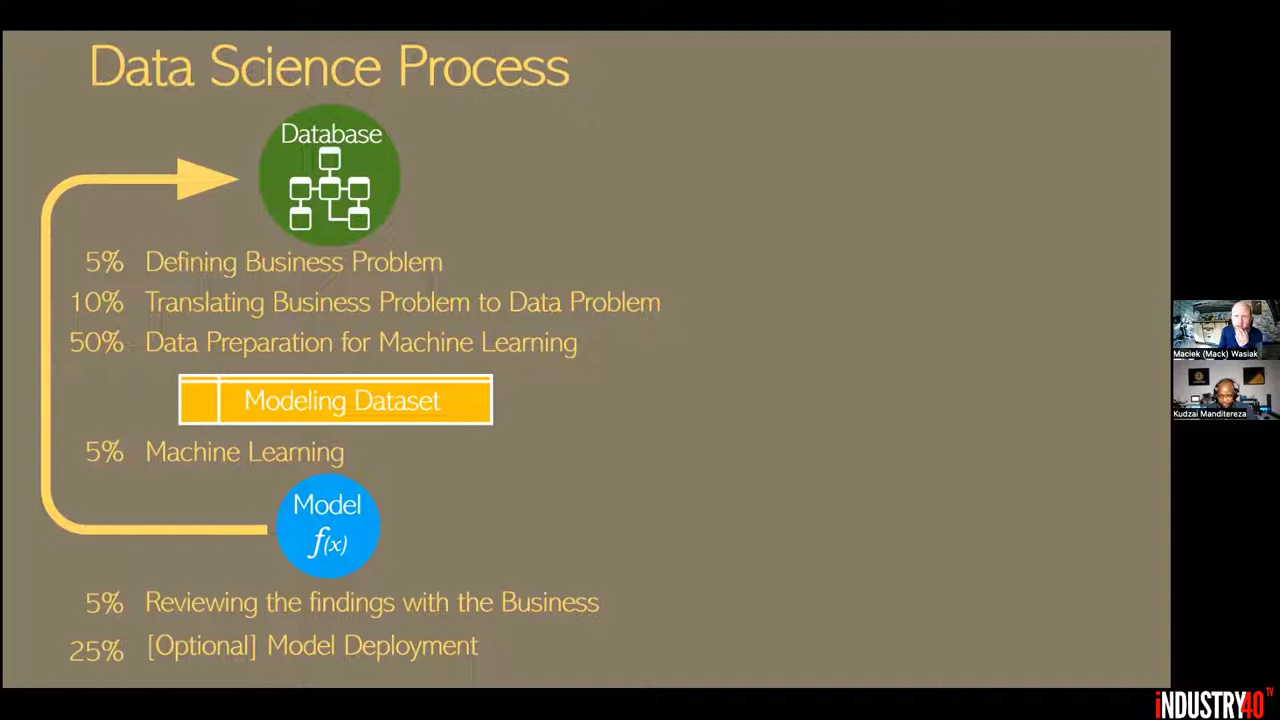 Data Science Process
Database
5% Defining Business Problem
10% Translating Business Problem to Data Problem
50% Data Preparation for Machine Learning
Modeling Dataset
5% Machine Learning
Model
f(x)
5% Reviewing the findings with the Business
25% [Optional] Model Deployment
Maciek (Mack) Wasiak
Kudzai Manditereza
iNDUSTRY40 TV